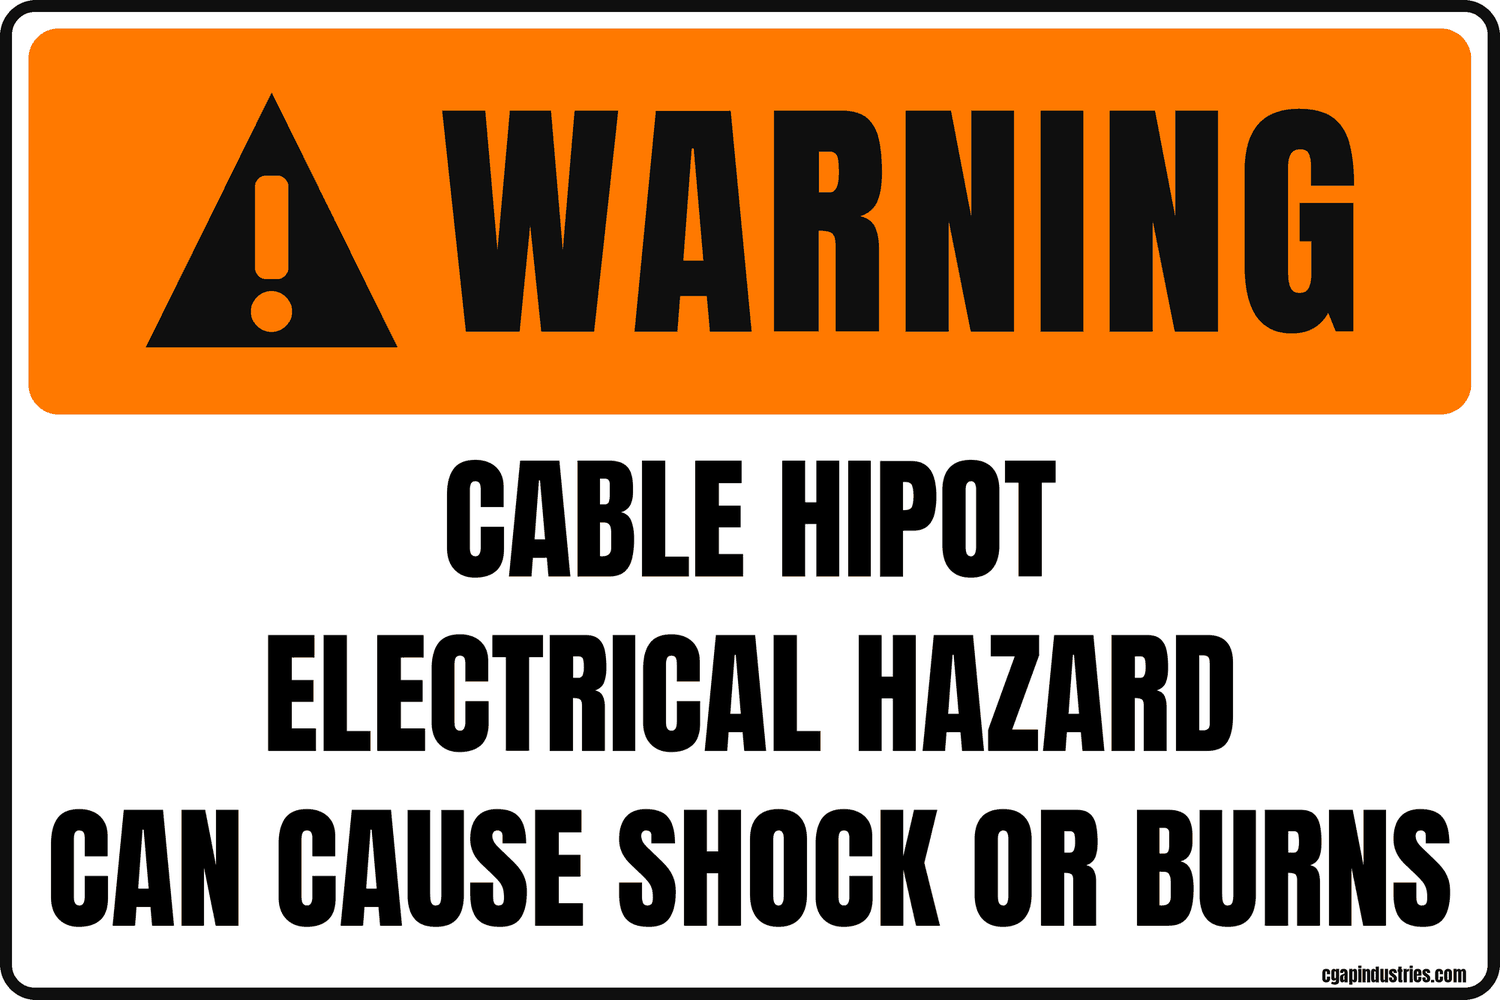 WARNING
CABLE HIPOT
ELECTRICAL HAZARD
CAN CAUSE SHOCK OR BURNS
cgapindustries.com